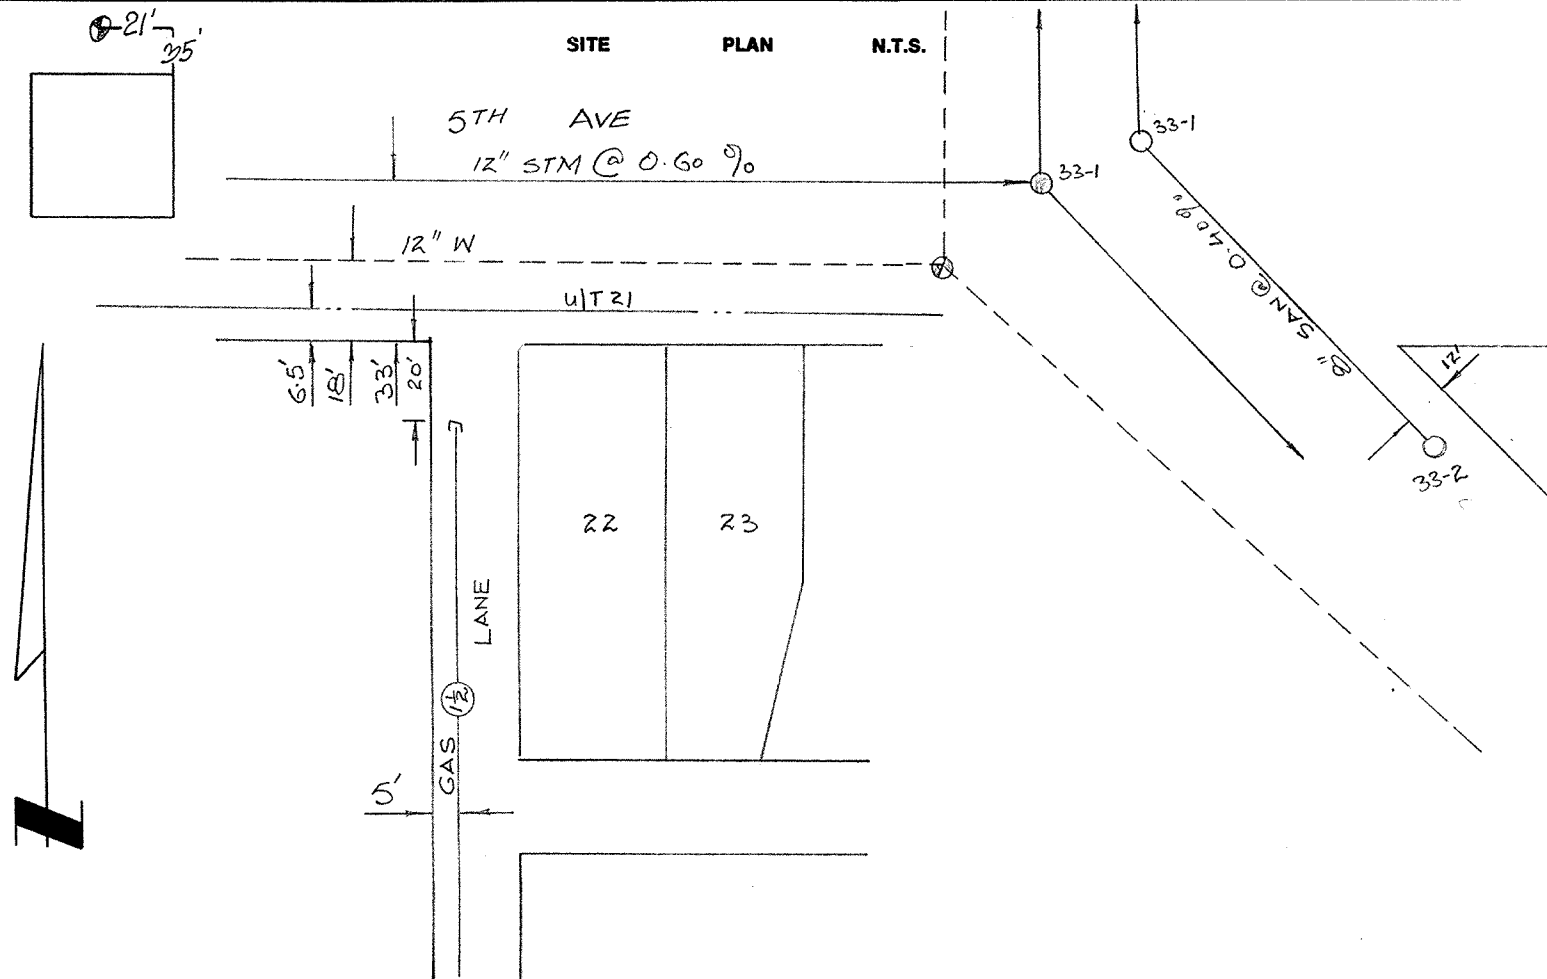 21'
35'
SITE PLAN N.T.S.
5TH AVE
12" STM @ 0.60 %
33-1
33-1
12" W
8" SAN @ 0.40%
U/T 21
12'
6.5'
18'
33'
20'
33-2
22
23
LANE
1½
GAS
5'